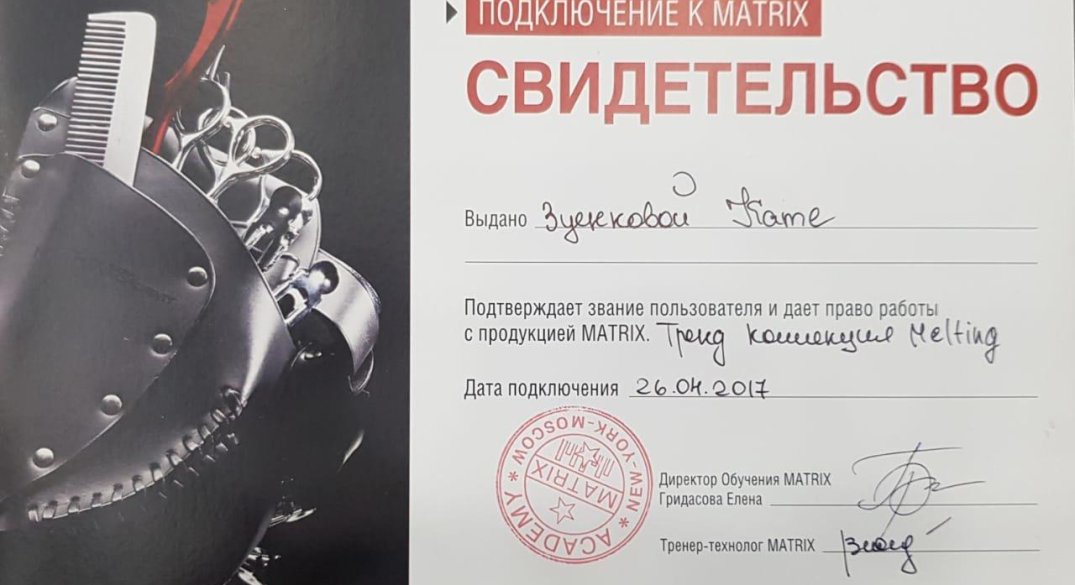 ПОДКЛЮЧЕНИЕ К MATRIX
СВИДЕТЕЛЬСТВО
Выдано Зуенковой Кате
Подтверждает звание пользователя и дает право работы
с продукцией MATRIX. Тренд коллекция Melting
Дата подключения 26.04.2017
ACADEMY * NEW-YORK-MOSCOW *
MATRIX
Директор Обучения MATRIX
Гридасова Елена
Тренер-технолог MATRIX